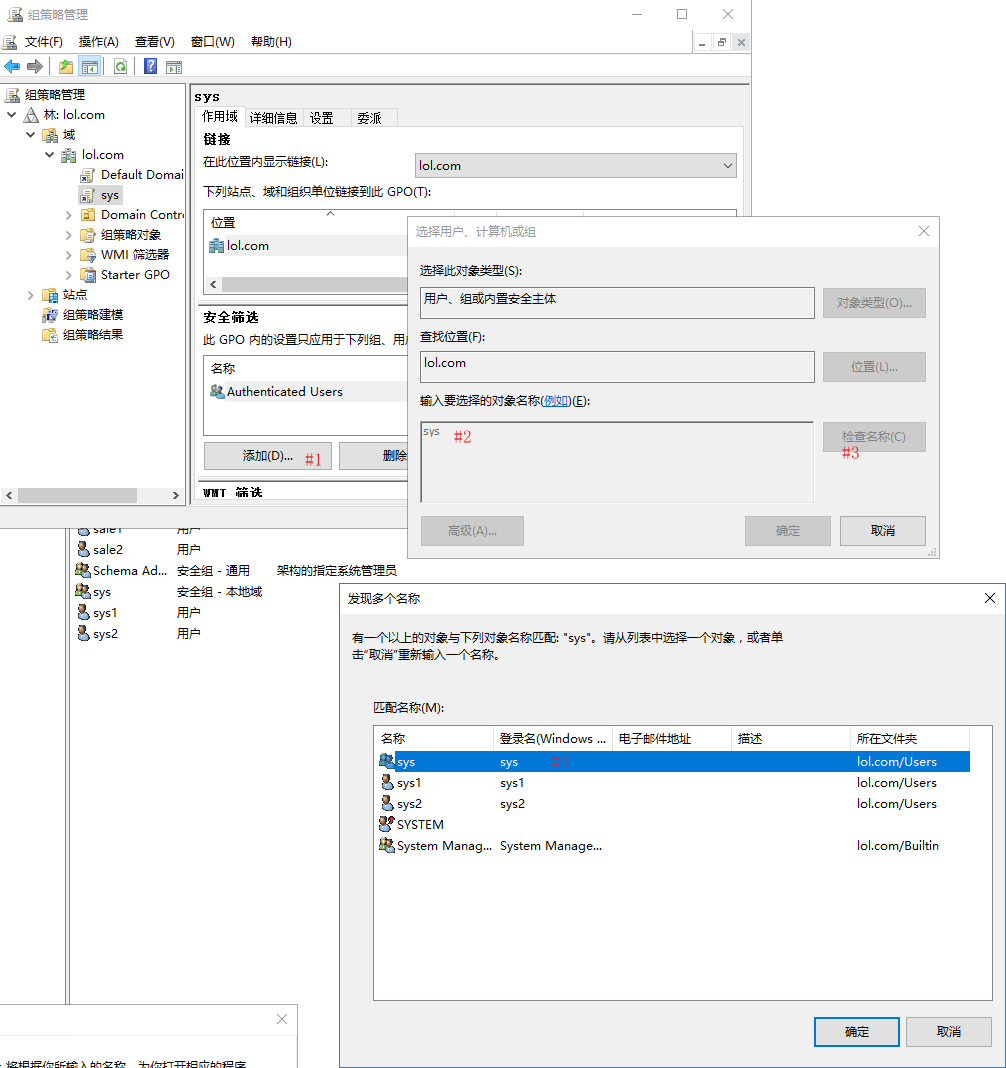 组策略管理
文件(F) 操作(A) 查看(V) 窗口(W) 帮助(H)
组策略管理
林: lol.com
域
lol.com
Default Domai
sys
Domain Contr
组策略对象
WMI 筛选器
Starter GPO
站点
组策略建模
组策略结果
sys
作用域 详细信息 设置 委派
链接
在此位置内显示链接(L): lol.com
下列站点、域和组织单位链接到此 GPO(T):
位置
lol.com
安全筛选
此 GPO 内的设置只应用于下列组、用户
名称
Authenticated Users
添加(D)... #1 删除
WMI 筛选
选择用户、计算机或组
选择此对象类型(S):
用户、组或内置安全主体 对象类型(O)...
查找位置(F):
lol.com 位置(L)...
输入要选择的对象名称(例如)(E):
sys #2 检查名称(C)
#3
高级(A)... 确定 取消
sale1 用户
sale2 用户
Schema Ad... 安全组 - 通用 架构的指定系统管理员
sys 安全组 - 本地域
sys1 用户
sys2 用户
发现多个名称
有一个以上的对象与下列对象名称匹配: "sys"。请从列表中选择一个对象，或者单
击“取消”重新输入一个名称。
匹配名称(M):
名称 登录名(Windows ... 电子邮件地址 描述 所在文件夹
sys sys #4 lol.com/Users
sys1 sys1 lol.com/Users
sys2 sys2 lol.com/Users
SYSTEM
System Manag... System Manage... lol.com/Builtin
确定 取消
将根据你所输入的名称，为你打开相应的程序